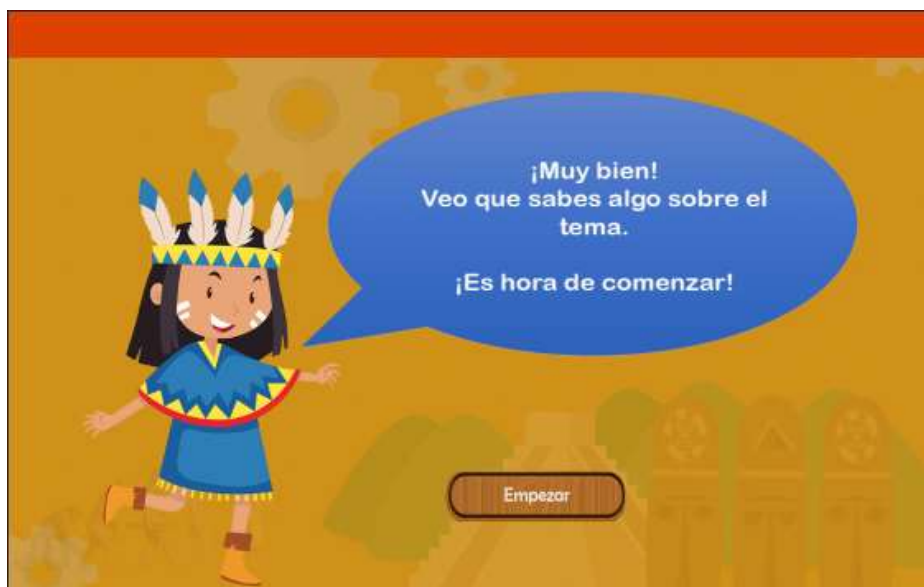 ¡Muy bien!
Veo que sabes algo sobre el
tema.
¡Es hora de comenzar!
Empezar